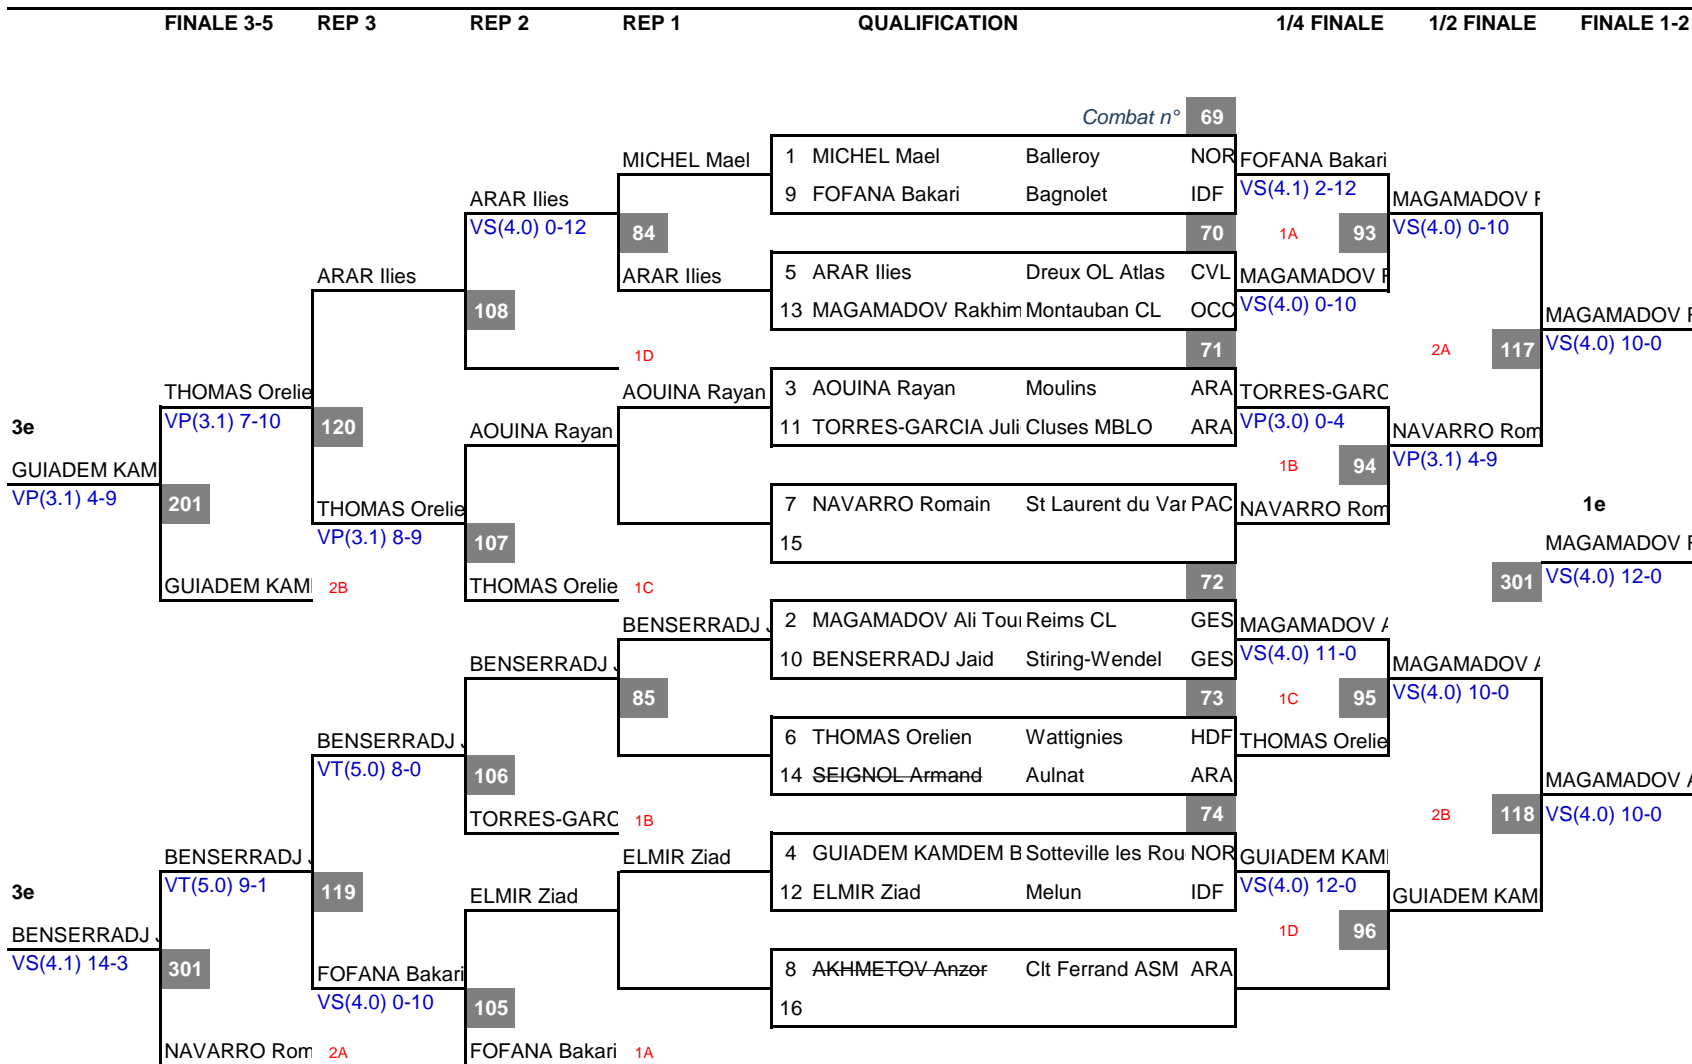 FINALE 3-5 REP 3 REP 2 REP 1 QUALIFICATION 1/4 FINALE 1/2 FINALE FINALE 1-2
Combat n° 69
MICHEL Mael 1 MICHEL Mael Balleroy NOR FOFANA Bakari
ARAR Ilies 9 FOFANA Bakari Bagnolet IDF VS(4.1) 2-12 MAGAMADOV R
VS(4.0) 0-12 84 70 1A 93 VS(4.0) 0-10
ARAR Ilies ARAR Ilies 5 ARAR Ilies Dreux OL Atlas CVL MAGAMADOV R
108 13 MAGAMADOV Rakhim Montauban CL OCC VS(4.0) 0-10 MAGAMADOV R
1D 71 2A 117 VS(4.0) 10-0
THOMAS Orelie AOUINA Rayan 3 AOUINA Rayan Moulins ARA TORRES-GARC
3e VP(3.1) 7-10 120 AOUINA Rayan 11 TORRES-GARCIA Juli Cluses MBLO ARA VP(3.0) 0-4 NAVARRO Rom
GUIADEM KAM 1B 94 VP(3.1) 4-9
VP(3.1) 4-9 201 THOMAS Orelie 7 NAVARRO Romain St Laurent du Var PAC NAVARRO Rom 1e
VP(3.1) 8-9 107 15 MAGAMADOV R
GUIADEM KAM 2B THOMAS Orelie 1C 72 301 VS(4.0) 12-0
BENSERRADJ J 2 MAGAMADOV Ali Tour Reims CL GES MAGAMADOV A
BENSERRADJ J 10 BENSERRADJ Jaid Stiring-Wendel GES VS(4.0) 11-0 MAGAMADOV A
85 73 1C 95 VS(4.0) 10-0
BENSERRADJ J 6 THOMAS Orelien Wattignies HDF THOMAS Orelie
VT(5.0) 8-0 106 14 SEIGNOL Armand Aulnat ARA MAGAMADOV A
TORRES-GARC 1B 74 2B 118 VS(4.0) 10-0
BENSERRADJ J ELMIR Ziad 4 GUIADEM KAMDEM B Sotteville les Rou NOR GUIADEM KAM
3e VT(5.0) 9-1 119 ELMIR Ziad 12 ELMIR Ziad Melun IDF VS(4.0) 12-0 GUIADEM KAM
BENSERRADJ J 1D 96
VS(4.1) 14-3 301 FOFANA Bakari 8 AKHMETOV Anzor Clt Ferrand ASM ARA
VS(4.0) 0-10 105 16
NAVARRO Rom 2A FOFANA Bakari 1A